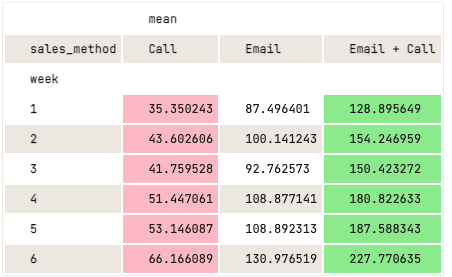 mean
sales_method Call Email Email + Call
week
1 35.350243 87.496401 128.895649
2 43.602606 100.141243 154.246959
3 41.759528 92.762573 150.423272
4 51.447061 108.877141 180.822633
5 53.146087 108.892313 187.588343
6 66.166089 130.976519 227.770635